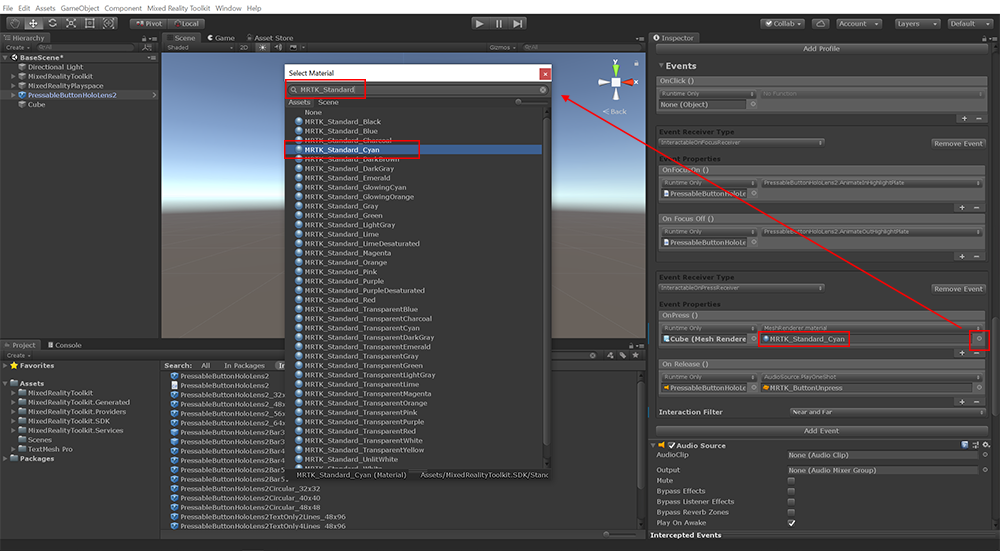 File Edit Assets GameObject Component Mixed Reality Toolkit Window Help
Pivot Local Collab Account Layers Default
Hierarchy
Create All
BaseScene*
Directional Light
MixedRealityToolkit
MixedRealityPlayspace
PressableButtonHoloLens2
Cube
Scene Game Asset Store
Shaded 2D Gizmos All
Back
Select Material
MRTK_Standard
Assets Scene
None
MRTK_Standard_Black
MRTK_Standard_Blue
MRTK_Standard_Charcoal
MRTK_Standard_Cyan
MRTK_Standard_DarkBrown
MRTK_Standard_DarkGray
MRTK_Standard_Emerald
MRTK_Standard_GlowingCyan
MRTK_Standard_GlowingOrange
MRTK_Standard_Gray
MRTK_Standard_Green
MRTK_Standard_LightGray
MRTK_Standard_Lime
MRTK_Standard_LimeDesaturated
MRTK_Standard_Magenta
MRTK_Standard_Orange
MRTK_Standard_Pink
MRTK_Standard_Purple
MRTK_Standard_PurpleDesaturated
MRTK_Standard_Red
MRTK_Standard_TransparentBlue
MRTK_Standard_TransparentCharcoal
MRTK_Standard_TransparentCyan
MRTK_Standard_TransparentDarkGray
MRTK_Standard_TransparentEmerald
MRTK_Standard_TransparentGray
MRTK_Standard_TransparentGreen
MRTK_Standard_TransparentLightGray
MRTK_Standard_TransparentLime
MRTK_Standard_TransparentMagenta
MRTK_Standard_TransparentOrange
MRTK_Standard_TransparentPink
MRTK_Standard_TransparentPurple
MRTK_Standard_TransparentRed
MRTK_Standard_TransparentWhite
MRTK_Standard_TransparentYellow
MRTK_Standard_UnlitWhite
MRTK_Standard_White
MRTK_Standard_Cyan (Material) Assets/MixedRealityToolkit.SDK/Stand
Project Console
Create
Favorites
Assets
MixedRealityToolkit
MixedRealityToolkit.Generated
MixedRealityToolkit.Providers
MixedRealityToolkit.SDK
MixedRealityToolkit.Services
Scenes
TextMesh Pro
Packages
Search: All In Packages In
PressableButtonHoloLens2
PressableButtonHoloLens2
PressableButtonHoloLens2_32x
PressableButtonHoloLens2_48x
PressableButtonHoloLens2_56x
PressableButtonHoloLens2_64x
PressableButtonHoloLens2Bar3
PressableButtonHoloLens2Bar3
PressableButtonHoloLens2Bar4
PressableButtonHoloLens2Bar4
PressableButtonHoloLens2Bar5
PressableButtonHoloLens2Bar5
PressableButtonHoloLens2Circular_32x32
PressableButtonHoloLens2Circular_40x40
PressableButtonHoloLens2Circular_48x48
PressableButtonHoloLens2TextOnly2Lines_48x96
PressableButtonHoloLens2TextOnly4Lines_48x96
Inspector
Add Profile
Events
OnClick ()
Runtime Only No Function
None (Object)
Event Receiver Type
InteractableOnFocusReceiver Remove Event
Event Properties
OnFocusOn ()
Runtime Only PressableButtonHoloLens2.AnimateInHighlightPlate
PressableButtonHoloLe
On Focus Off ()
Runtime Only PressableButtonHoloLens2.AnimateOutHighlightPlate
PressableButtonHoloLe
Event Receiver Type
InteractableOnPressReceiver Remove Event
Event Properties
OnPress ()
Runtime Only MeshRenderer.material
Cube (Mesh Rendere MRTK_Standard_Cyan
On Release ()
Runtime Only AudioSource.PlayOneShot
PressableButtonHoloLe MRTK_ButtonUnpress
Interaction Filter Near and Far
Add Event
Audio Source
AudioClip None (Audio Clip)
Output None (Audio Mixer Group)
Mute
Bypass Effects
Bypass Listener Effects
Bypass Reverb Zones
Play On Awake
Intercepted Events